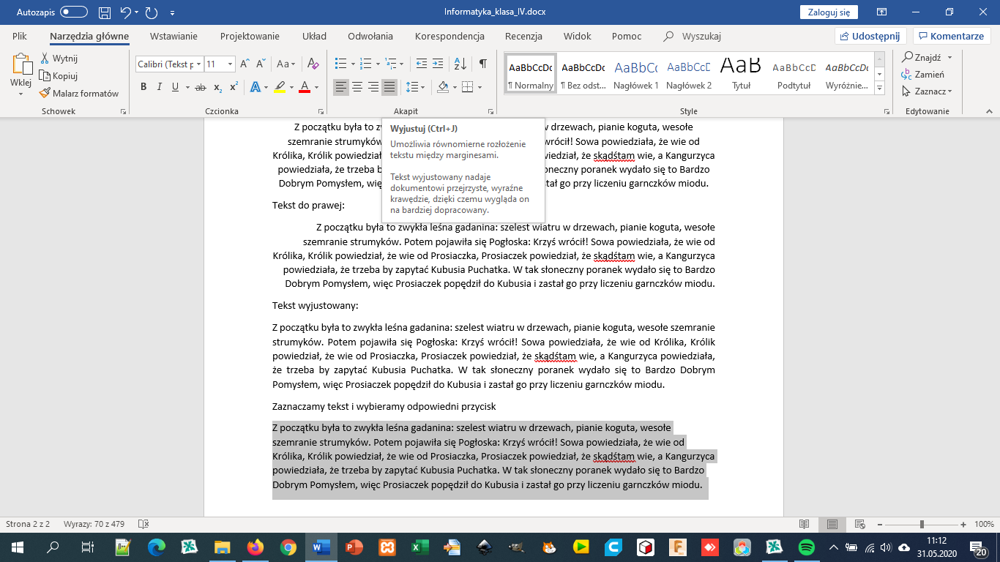 Autozapis
Informatyka_klasa_IV.docx
Zaloguj się
Plik
Narzędzia główne
Wstawianie
Projektowanie
Układ
Odwołania
Korespondencja
Recenzja
Widok
Pomoc
Wyszukaj
Udostępnij
Komentarze
Wklej
Wytnij
Kopiuj
Malarz formatów
Schowek
Calibri (Tekst p
11
Aa
B I U ab x₂ x² A A
Czcionka
Akapit
AaBbCcDc
¶ Normalny
AaBbCcDc
¶ Bez odst...
AaBbCc
Nagłówek 1
AaBbCcD
Nagłówek 2
AaB
Tytuł
AaBbCcD
Podtytuł
AaBbCcDc
Wyróżnie...
Style
Znajdź
Zamień
Zaznacz
Edytowanie
Z początku była to zw
w drzewach, pianie koguta, wesołe
szemranie strumyków
wrócił! Sowa powiedziała, że wie od
Królika, Królik powiedział
wiedział, że skądśtam wie, a Kangurzyca
powiedziała, że trzeba b
oneczny poranek wydało się to Bardzo
Dobrym Pomysłem, więc
stał go przy liczeniu garnczków miodu.
Wyjustuj (Ctrl+J)
Umożliwia równomierne rozłożenie
tekstu między marginesami.
Tekst wyjustowany nadaje
dokumentowi przejrzyste, wyraźne
krawędzie, dzięki czemu wygląda on
na bardziej dopracowany.
Tekst do prawej:
Z początku była to zwykła leśna gadanina: szelest wiatru w drzewach, pianie koguta, wesołe
szemranie strumyków. Potem pojawiła się Pogłoska: Krzyś wrócił! Sowa powiedziała, że wie od
Królika, Królik powiedział, że wie od Prosiaczka, Prosiaczek powiedział, że skądśtam wie, a Kangurzyca
powiedziała, że trzeba by zapytać Kubusia Puchatka. W tak słoneczny poranek wydało się to Bardzo
Dobrym Pomysłem, więc Prosiaczek popędził do Kubusia i zastał go przy liczeniu garnczków miodu.
Tekst wyjustowany:
Z początku była to zwykła leśna gadanina: szelest wiatru w drzewach, pianie koguta, wesołe szemranie
strumyków. Potem pojawiła się Pogłoska: Krzyś wrócił! Sowa powiedziała, że wie od Królika, Królik
powiedział, że wie od Prosiaczka, Prosiaczek powiedział, że skądśtam wie, a Kangurzyca powiedziała,
że trzeba by zapytać Kubusia Puchatka. W tak słoneczny poranek wydało się to Bardzo Dobrym
Pomysłem, więc Prosiaczek popędził do Kubusia i zastał go przy liczeniu garnczków miodu.
Zaznaczamy tekst i wybieramy odpowiedni przycisk
Z początku była to zwykła leśna gadanina: szelest wiatru w drzewach, pianie koguta, wesołe
szemranie strumyków. Potem pojawiła się Pogłoska: Krzyś wrócił! Sowa powiedziała, że wie od
Królika, Królik powiedział, że wie od Prosiaczka, Prosiaczek powiedział, że skądśtam wie, a Kangurzyca
powiedziała, że trzeba by zapytać Kubusia Puchatka. W tak słoneczny poranek wydało się to Bardzo
Dobrym Pomysłem, więc Prosiaczek popędził do Kubusia i zastał go przy liczeniu garnczków miodu.
Strona 2 z 2
Wyrazy: 70 z 479
100%
11:12
31.05.2020
20